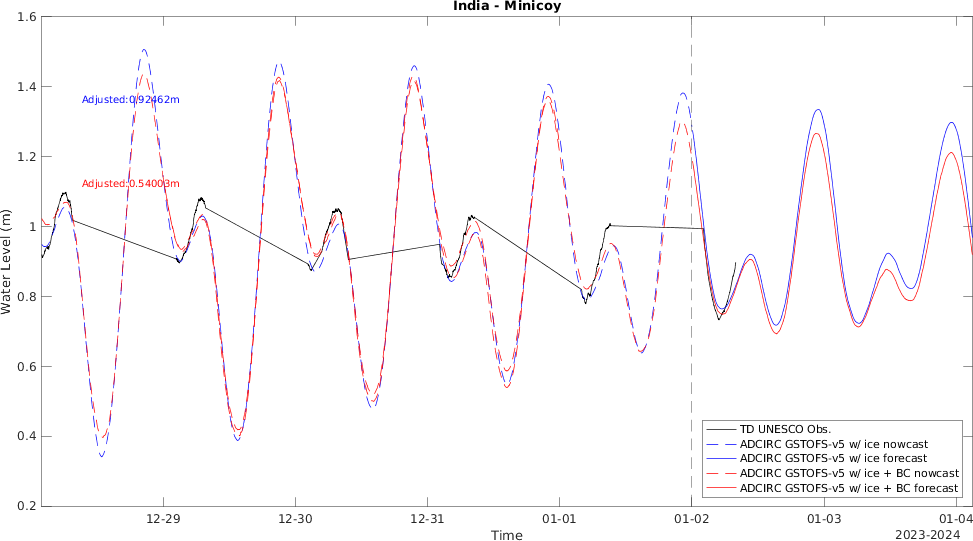 India - Minicoy
1.6
1.4
1.2
1
0.8
0.6
0.4
0.2
Water Level (m)
Adjusted:0.92462m
Adjusted:0.54003m
TD UNESCO Obs.
ADCIRC GSTOFS-v5 w/ ice nowcast
ADCIRC GSTOFS-v5 w/ ice forecast
ADCIRC GSTOFS-v5 w/ ice + BC nowcast
ADCIRC GSTOFS-v5 w/ ice + BC forecast
12-29 12-30 12-31 01-01 01-02 01-03 01-04
Time
2023-2024